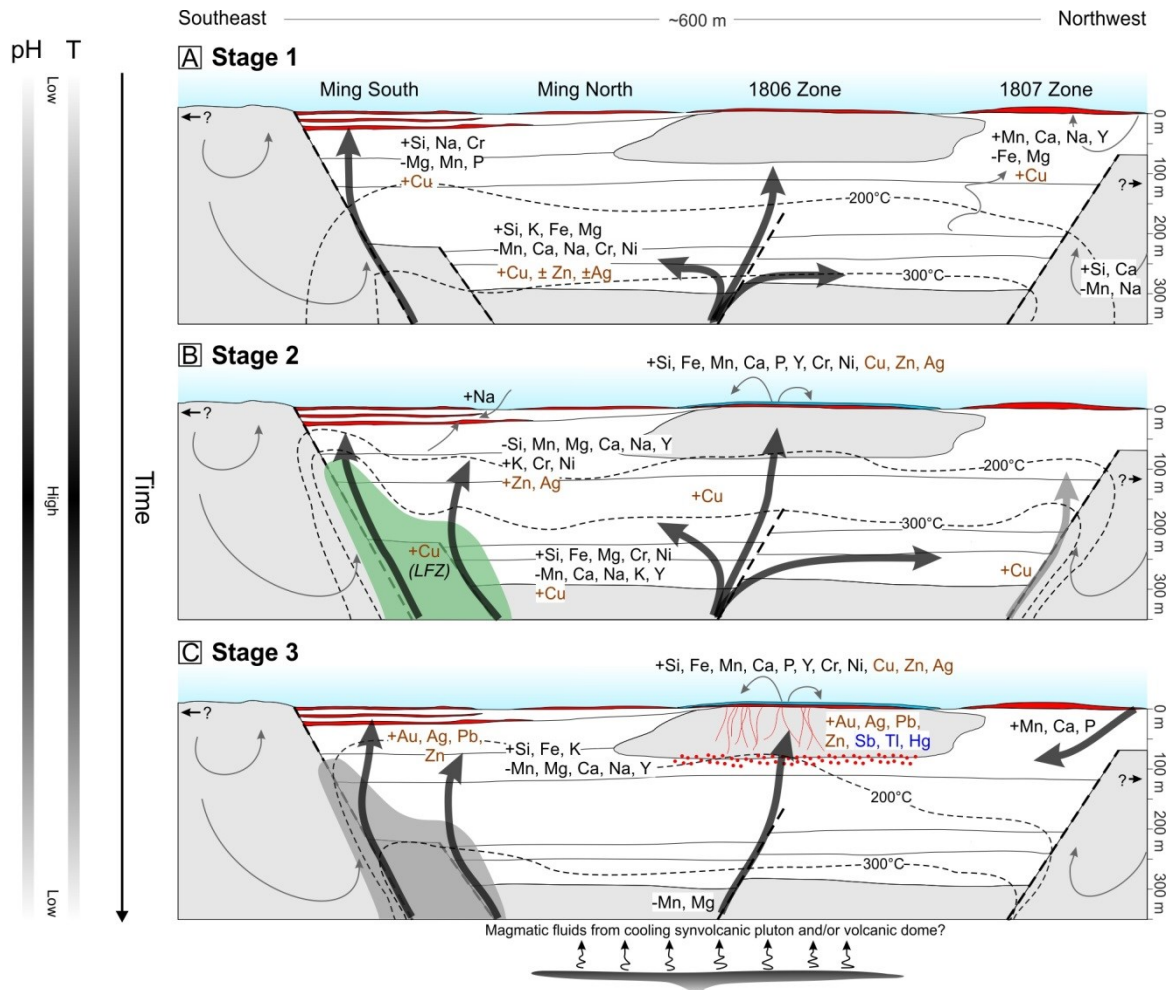 Southeast
~600 m
Northwest
pH T
Low
High
Low
Time
A Stage 1
Ming South
Ming North
1806 Zone
1807 Zone
?
+Si, Na, Cr
-Mg, Mn, P
+Cu
+Mn, Ca, Na, Y
-Fe, Mg
+Cu
200°C
?
+Si, K, Fe, Mg
-Mn, Ca, Na, Cr, Ni
+Cu, ± Zn, ±Ag
300°C
+Si, Ca
-Mn, Na
0 m
100 m
200 m
300 m
B Stage 2
+Si, Fe, Mn, Ca, P, Y, Cr, Ni, Cu, Zn, Ag
?
+Na
-Si, Mn, Mg, Ca, Na, Y
+K, Cr, Ni
+Zn, Ag
200°C
?
+Cu
300°C
+Cu
(LFZ)
+Si, Fe, Mg, Cr, Ni
-Mn, Ca, Na, K, Y
+Cu
+Cu
0 m
100 m
200 m
300 m
C Stage 3
+Si, Fe, Mn, Ca, P, Y, Cr, Ni, Cu, Zn, Ag
?
+Au, Ag, Pb,
Zn
+Si, Fe, K
-Mn, Mg, Ca, Na, Y
+Au, Ag, Pb,
Zn, Sb, Tl, Hg
+Mn, Ca, P
?
200°C
300°C
-Mn, Mg
0 m
100 m
200 m
300 m
Magmatic fluids from cooling synvolcanic pluton and/or volcanic dome?